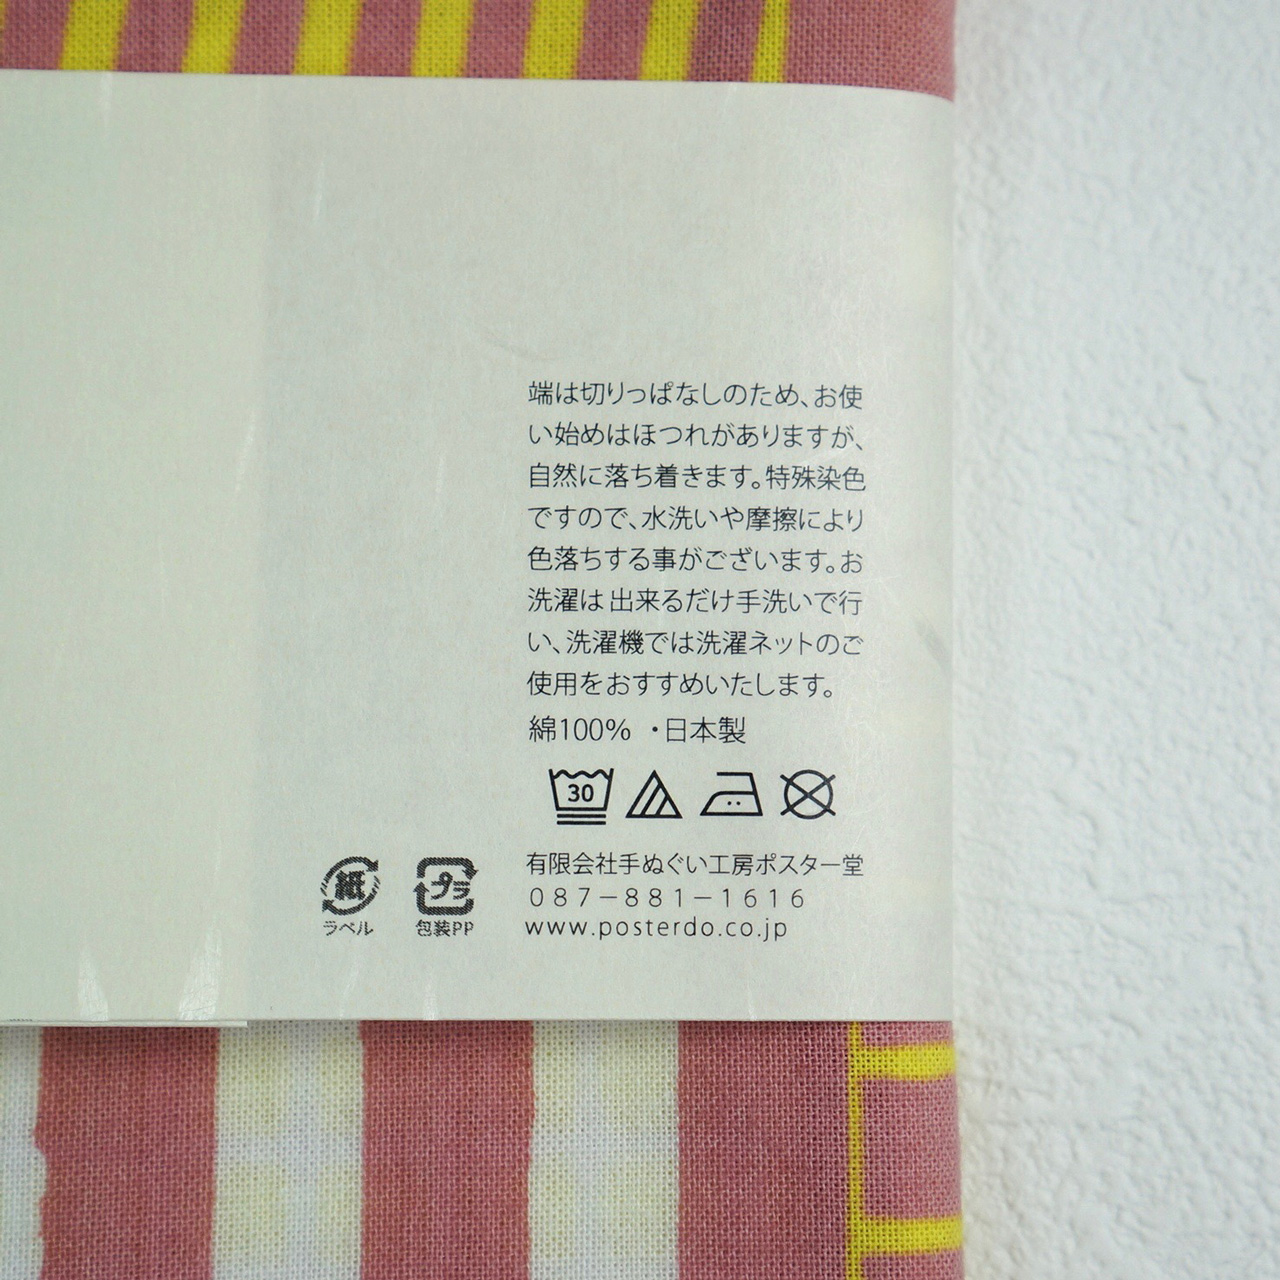 端は切りっぱなしのため、お使
い始めはほつれがありますが、
自然に落ち着きます。特殊染色
ですので、水洗いや摩擦により
色落ちする事がございます。お
洗濯は出来るだけ手洗いで行
い、洗濯機では洗濯ネットのご
使用をおすすめいたします。
綿100% ・日本製
30
有限会社手ぬぐい工房ポスター堂
087－881－1616
www.posterdo.co.jp
紙
ラベル
プラ
包装PP